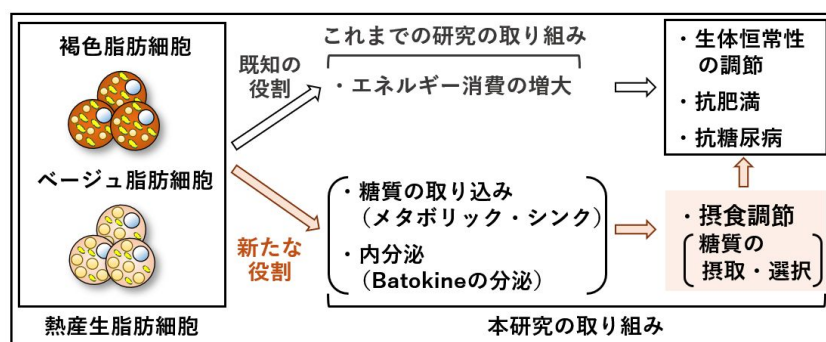 褐色脂肪細胞
ベージュ脂肪細胞
熱産生脂肪細胞
既知の
役割
新たな
役割
これまでの研究の取り組み
・エネルギー消費の増大
・糖質の取り込み
（メタボリック・シンク）
・内分泌
（Batokineの分泌）
・生体恒常性
の調節
・抗肥満
・抗糖尿病
・摂食調節
糖質の
摂取・選択
本研究の取り組み